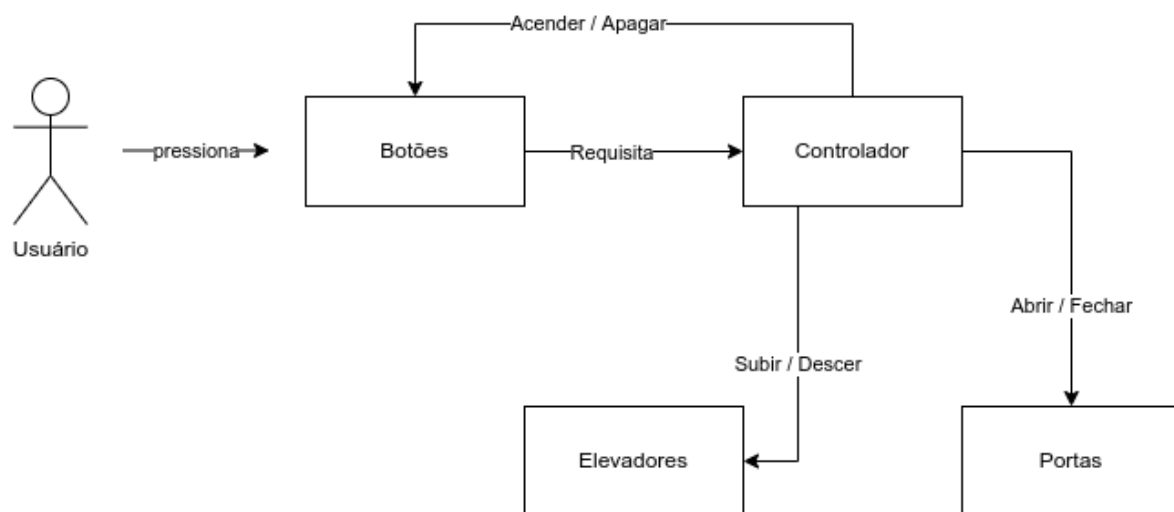 Acender / Apagar
pressiona
Botões
Requisita
Controlador
Usuário
Abrir / Fechar
Subir / Descer
Elevadores
Portas